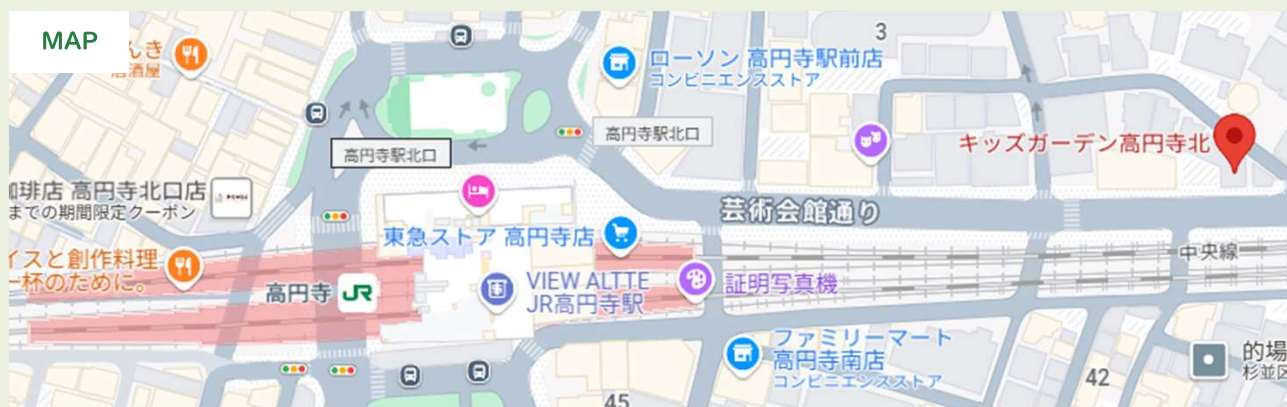 MAP
んき
居酒屋
ローソン 高円寺駅前店
コンビニエンスストア
3
高円寺駅北口
高円寺駅北口
キッズガーデン高円寺北
珈琲店 高円寺北口店
までの期間限定クーポン
芸術会館通り
東急ストア 高円寺店
イスと創作料理
一杯のために。
高円寺
JR
VIEW ALTTE
JR高円寺駅
証明写真機
中央線
ファミリーマート
高円寺南店
コンビニエンスストア
的場
杉並区
42
45